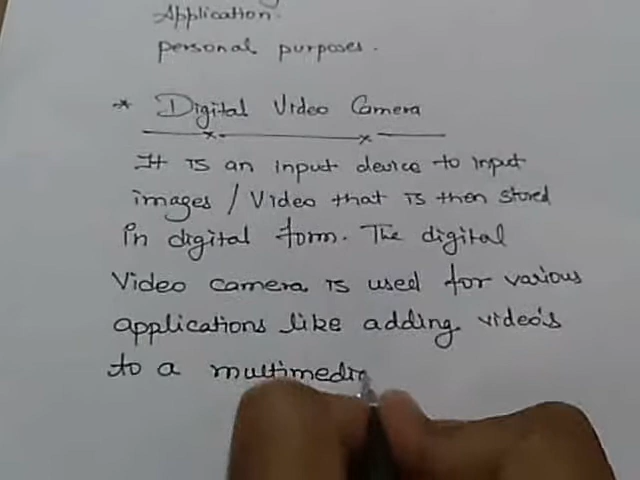 Application.
personal purposes.
* Digital Video Camera
It is an input device to input
images / Video that is then stored
in digital form. The digital
Video camera is used for various
applications like adding video's
to a multimedi